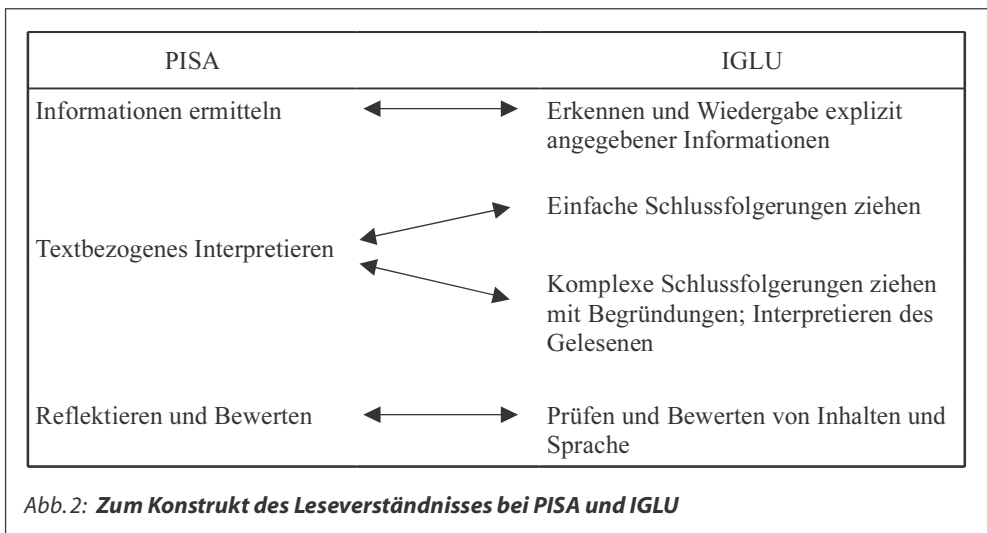 PISA IGLU
Informationen ermitteln Erkennen und Wiedergabe explizit
angegebener Informationen
Einfache Schlussfolgerungen ziehen
Textbezogenes Interpretieren
Komplexe Schlussfolgerungen ziehen
mit Begründungen; Interpretieren des
Gelesenen
Reflektieren und Bewerten Prüfen und Bewerten von Inhalten und
Sprache
Abb. 2: Zum Konstrukt des Leseverständnisses bei PISA und IGLU